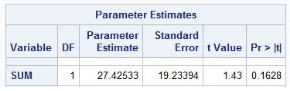 Parameter Estimates
Variable DF Parameter Estimate Standard Error t Value Pr > |t|
SUM 1 27.42533 19.23394 1.43 0.1628